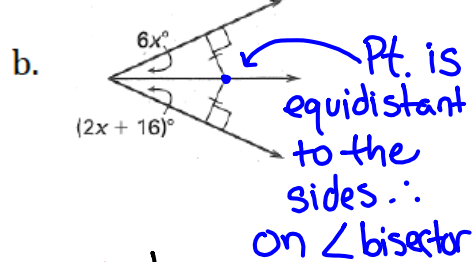 b.
6x°
(2x + 16)°
Pt. is
equidistant
to the
sides ∴
on ∠ bisector